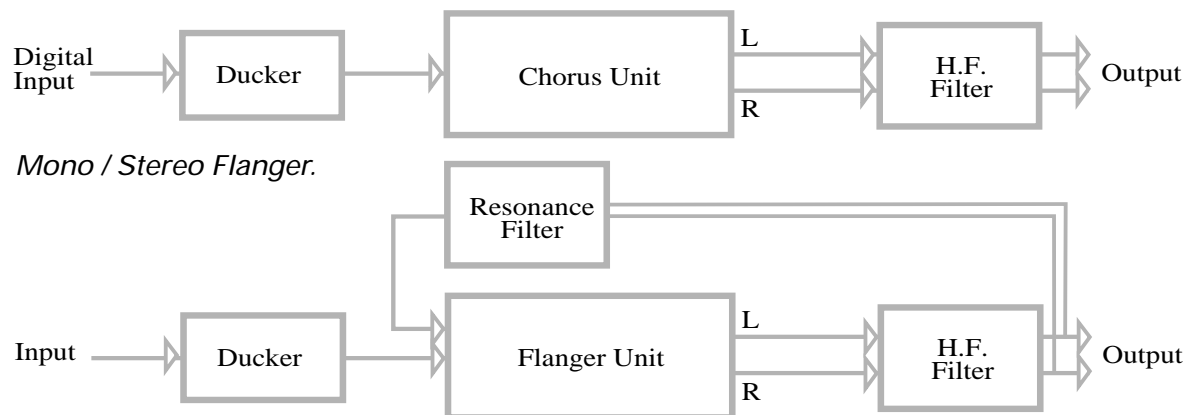 Digital
Input
Ducker
Chorus Unit
L
R
H.F.
Filter
Output
Mono / Stereo Flanger.
Resonance
Filter
Input
Ducker
Flanger Unit
L
R
H.F.
Filter
Output